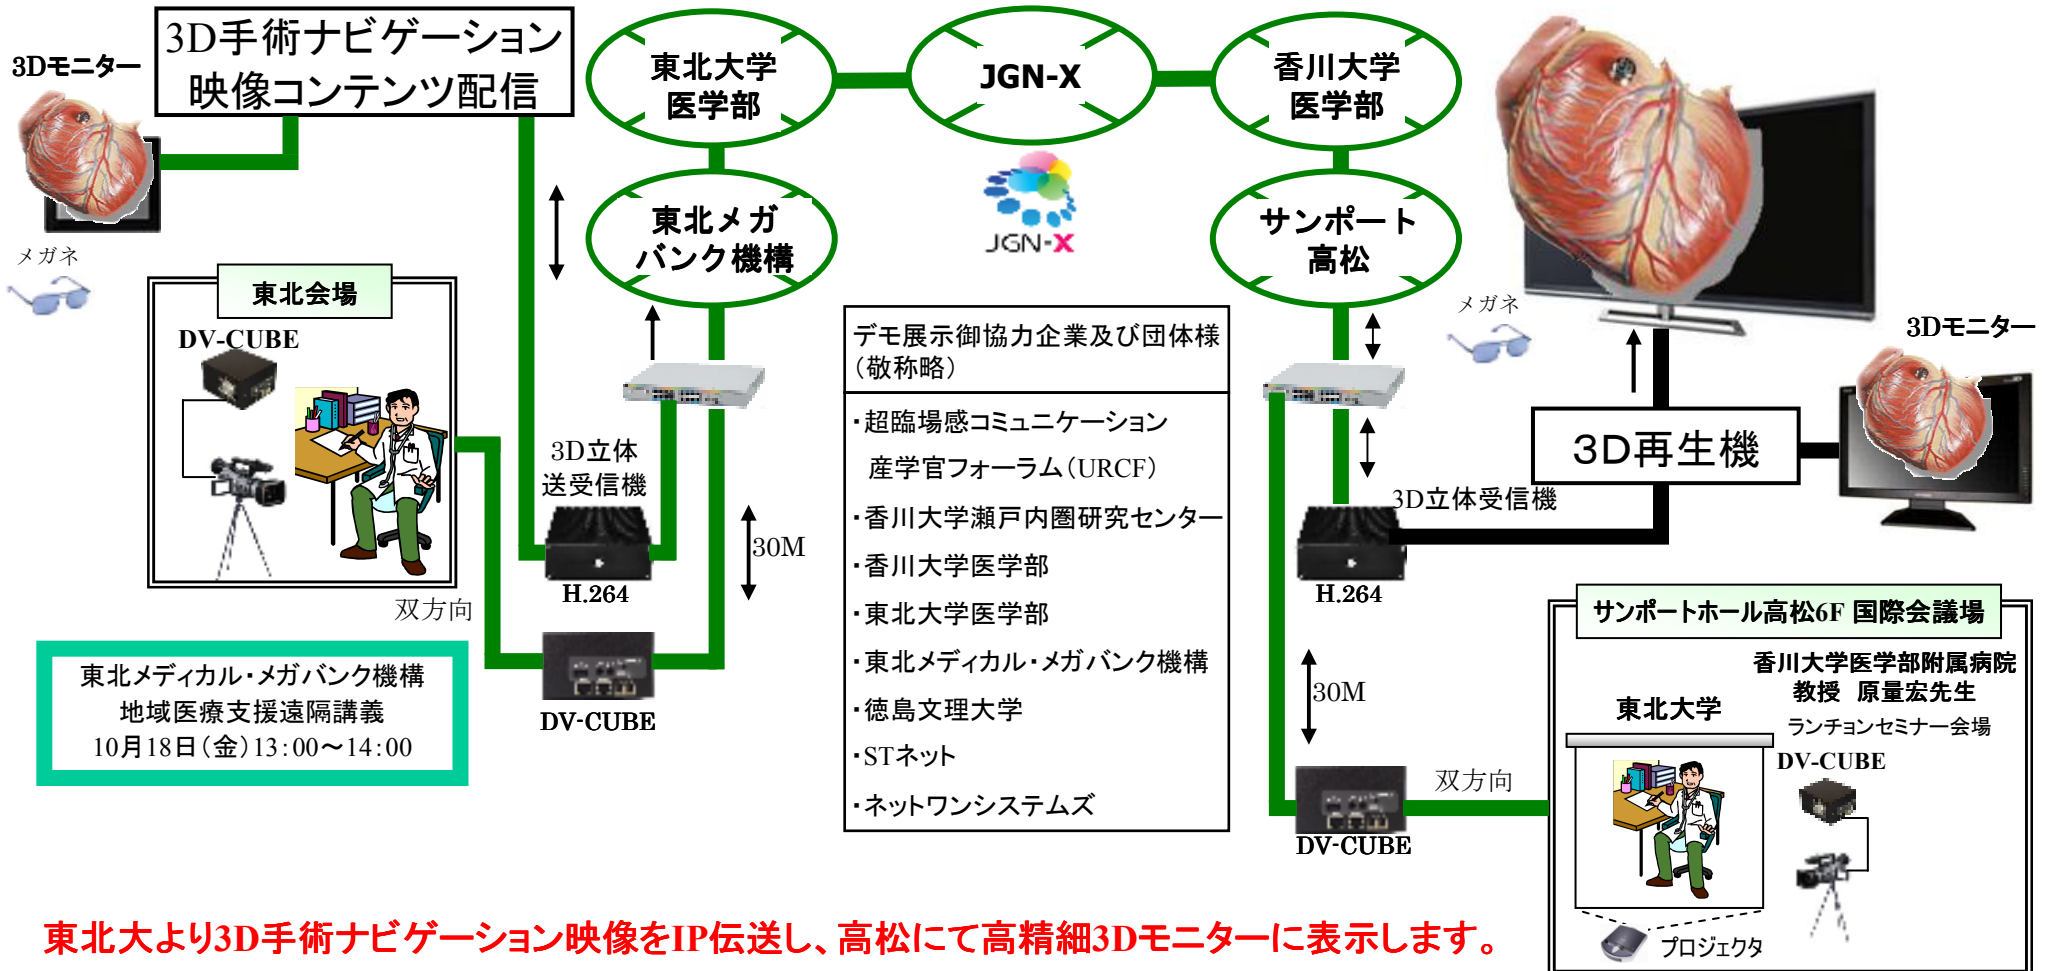 3D手術ナビゲーション
映像コンテンツ配信
3Dモニター
メガネ
東北大学
医学部
JGN-X
香川大学
医学部
東北メガ
バンク機構
JGN-X
サンポート
高松
メガネ
3Dモニター
東北会場
DV-CUBE
3D立体
送受信機
H.264
30M
双方向
DV-CUBE
東北メディカル・メガバンク機構
地域医療支援遠隔講義
10月18日(金)13:00～14:00
デモ展示御協力企業及び団体様
(敬称略)
・超臨場感コミュニケーション
産学官フォーラム(URCF)
・香川大学瀬戸内圏研究センター
・香川大学医学部
・東北大学医学部
・東北メディカル・メガバンク機構
・徳島文理大学
・STネット
・ネットワンシステムズ
3D再生機
3D立体受信機
H.264
30M
双方向
DV-CUBE
サンポートホール高松6F 国際会議場
香川大学医学部附属病院
教授 原量宏先生
ランチョンセミナー会場
東北大学
DV-CUBE
プロジェクタ
東北大より3D手術ナビゲーション映像をIP伝送し、高松にて高精細3Dモニターに表示します。